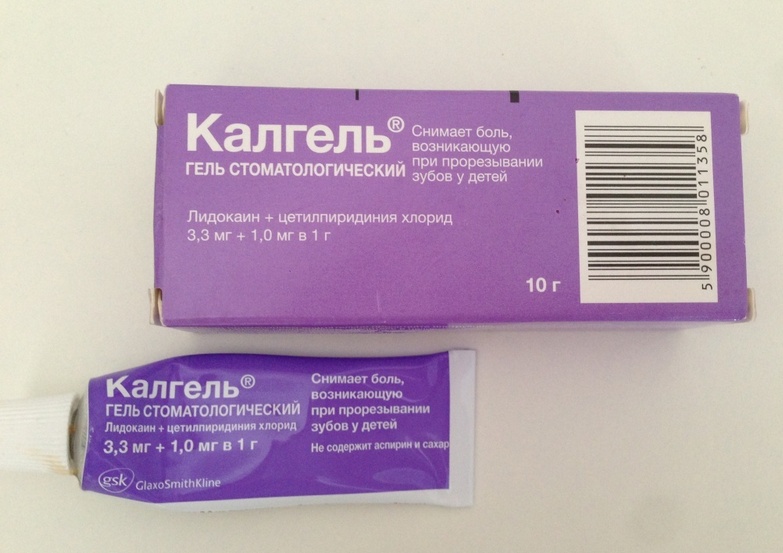 Калгель®
ГЕЛЬ СТОМАТОЛОГИЧЕСКИЙ
Снимает боль,
возникающую
при прорезывании
зубов у детей
Лидокаин + цетилпиридиния хлорид
3,3 мг + 1,0 мг в 1 г
10 г
5 900008 011358
Калгель®
ГЕЛЬ СТОМАТОЛОГИЧЕСКИЙ
Лидокаин + цетилпиридиния хлорид
3,3 мг + 1,0 мг в 1 г
Снимает боль,
возникающую
при прорезывании
зубов у детей
Не содержит аспирин и сахар
gsk GlaxoSmithKline